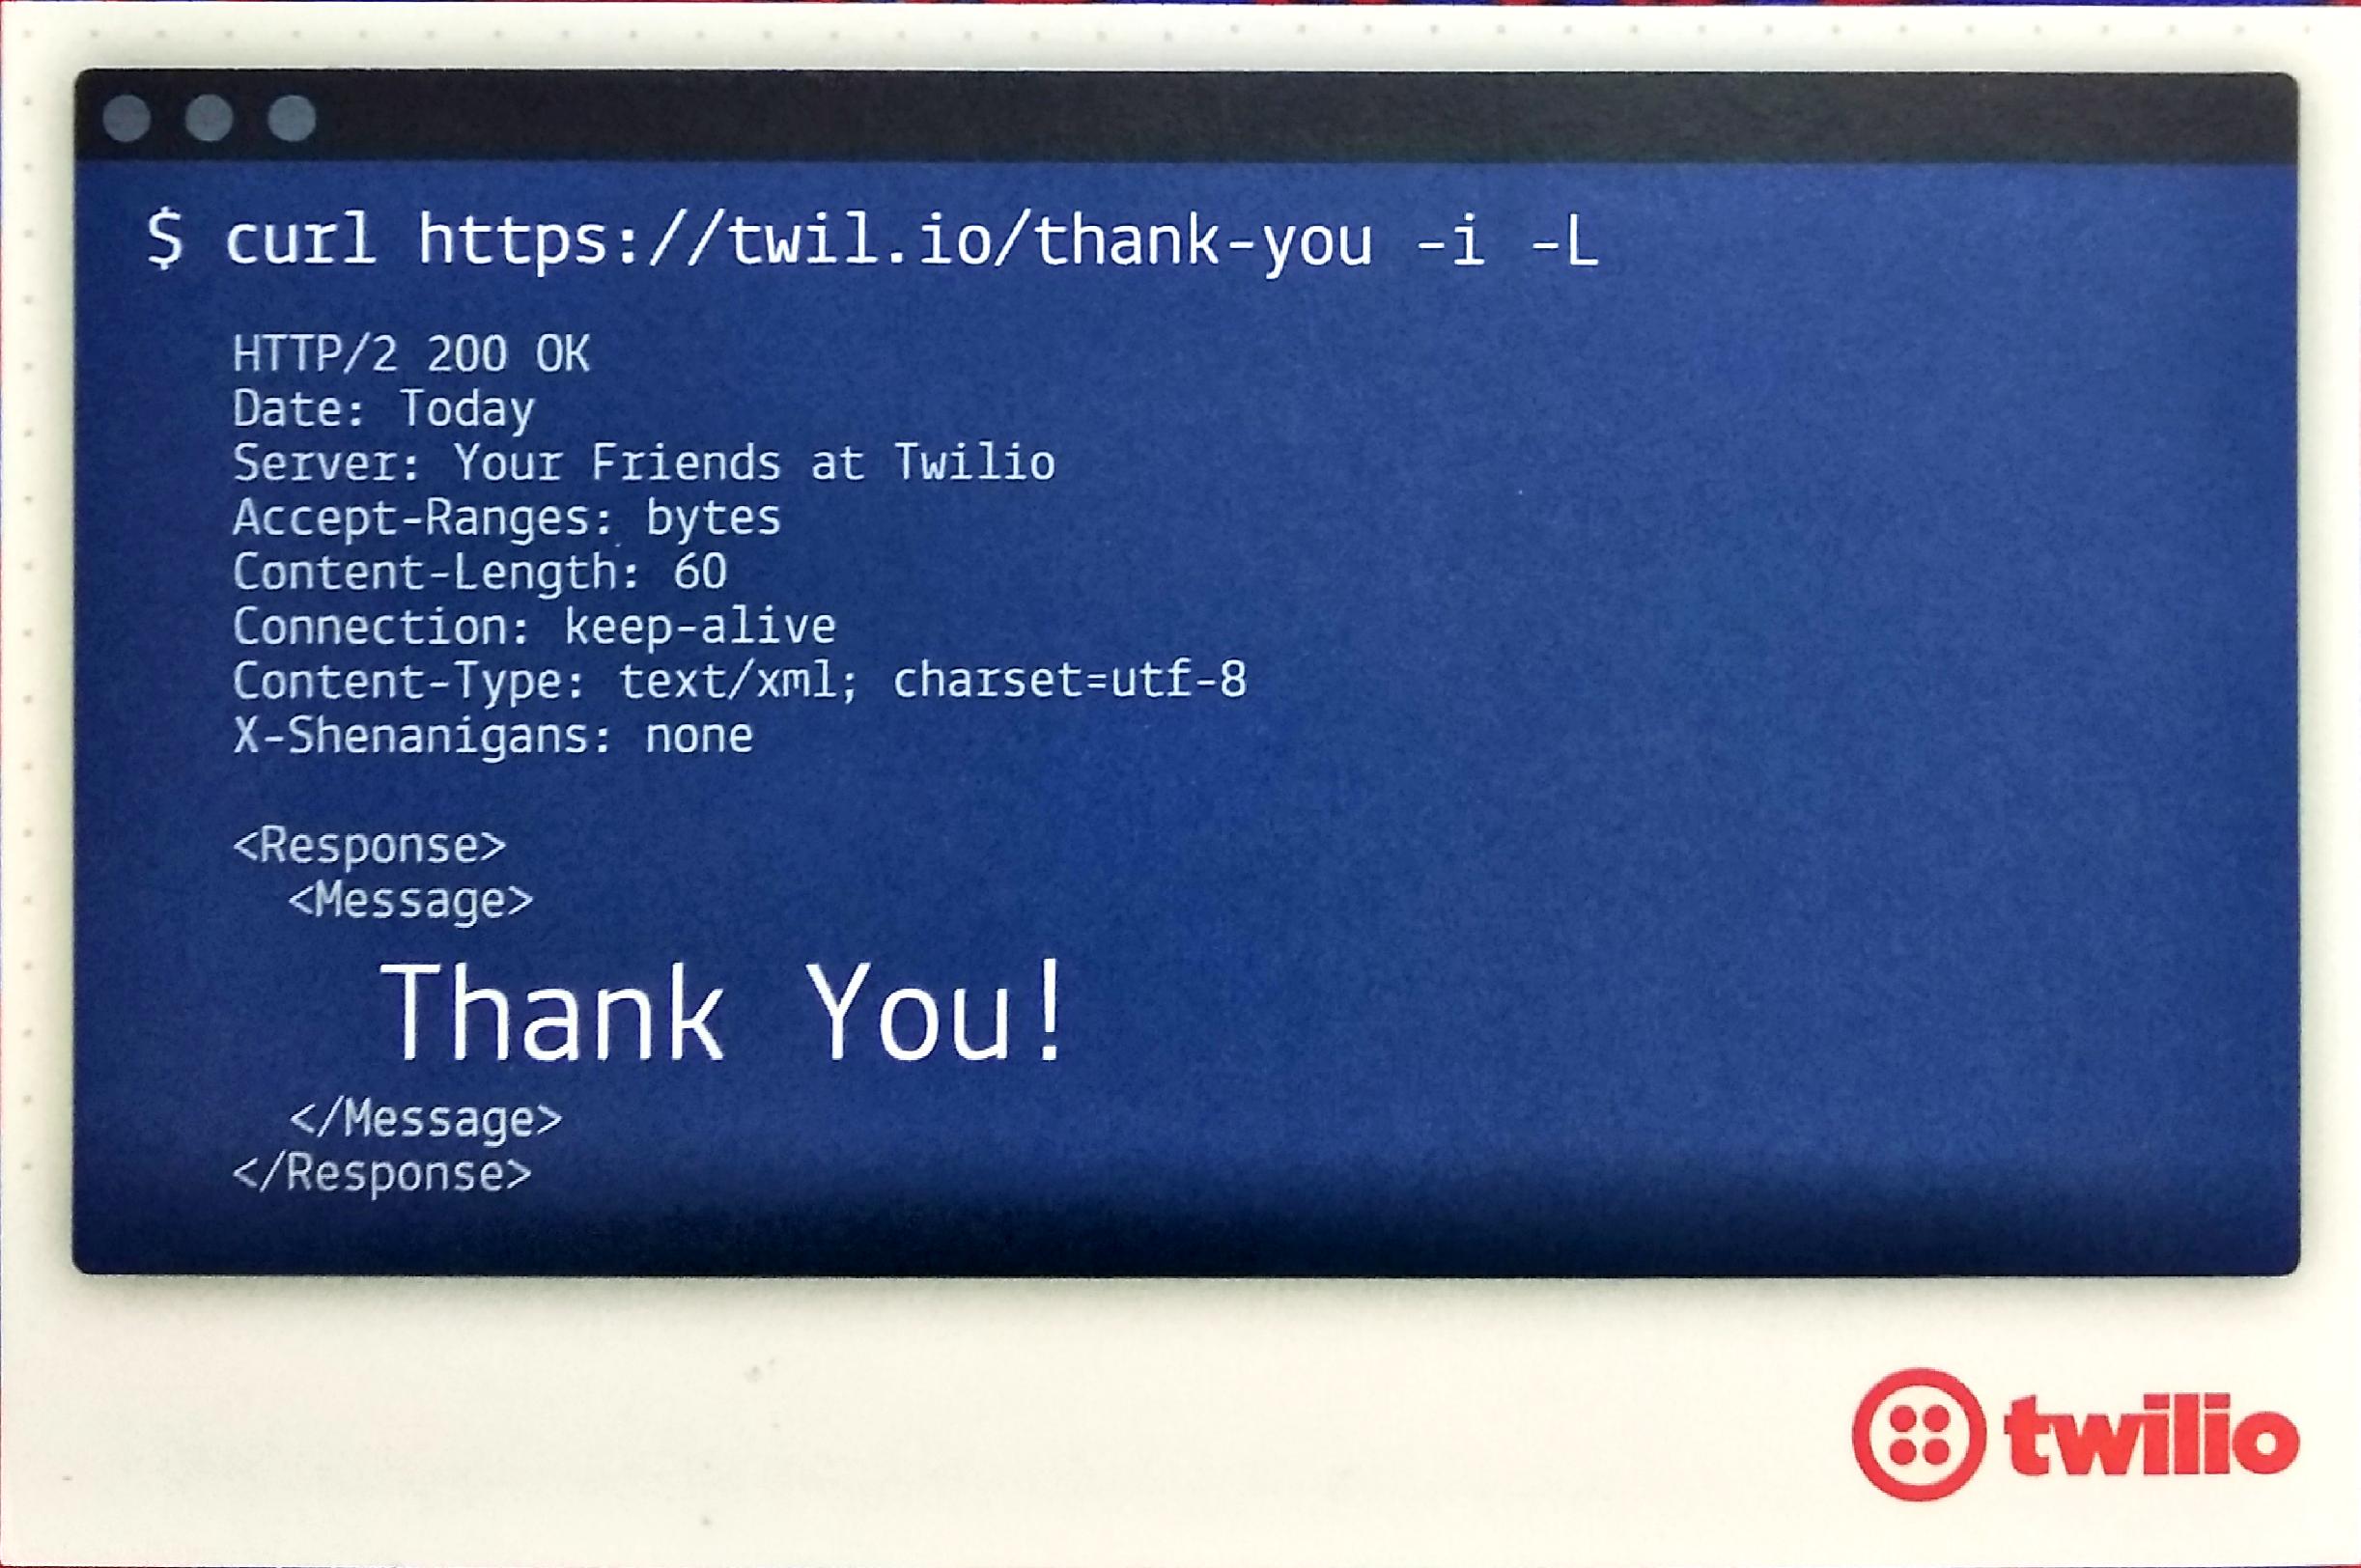 $ curl https://twil.io/thank-you -i -L
HTTP/2 200 OK
Date: Today
Server: Your Friends at Twilio
Accept-Ranges: bytes
Content-Length: 60
Connection: keep-alive
Content-Type: text/xml; charset=utf-8
X-Shenanigans: none
<Response>
<Message>
Thank You!
</Message>
</Response>
twilio